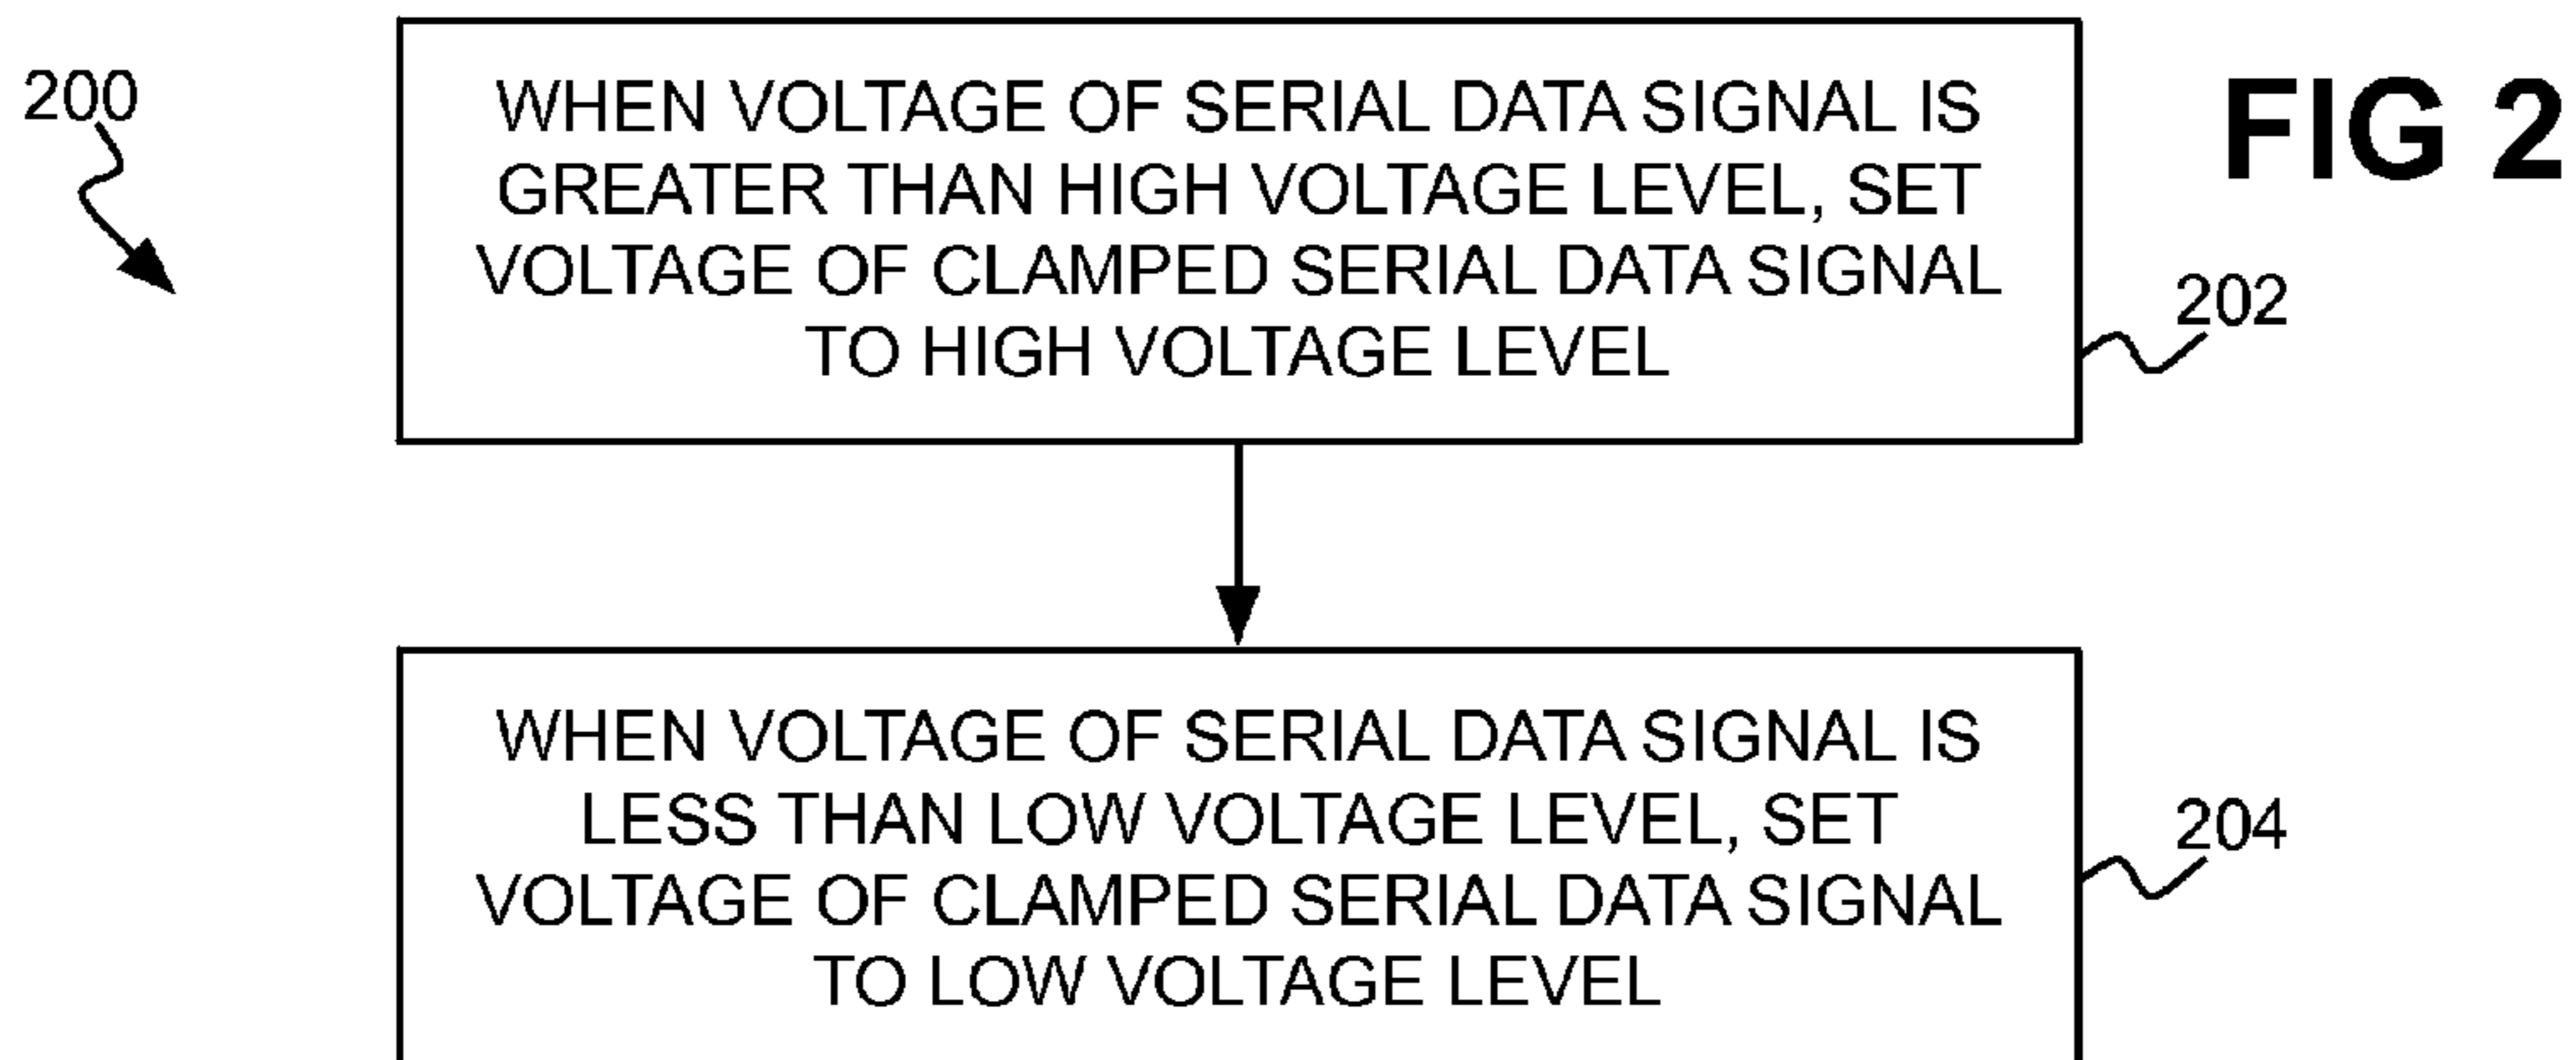 200
FIG 2
WHEN VOLTAGE OF SERIAL DATA SIGNAL IS
GREATER THAN HIGH VOLTAGE LEVEL, SET
VOLTAGE OF CLAMPED SERIAL DATA SIGNAL
TO HIGH VOLTAGE LEVEL
202
WHEN VOLTAGE OF SERIAL DATA SIGNAL IS
LESS THAN LOW VOLTAGE LEVEL, SET
VOLTAGE OF CLAMPED SERIAL DATA SIGNAL
TO LOW VOLTAGE LEVEL
204